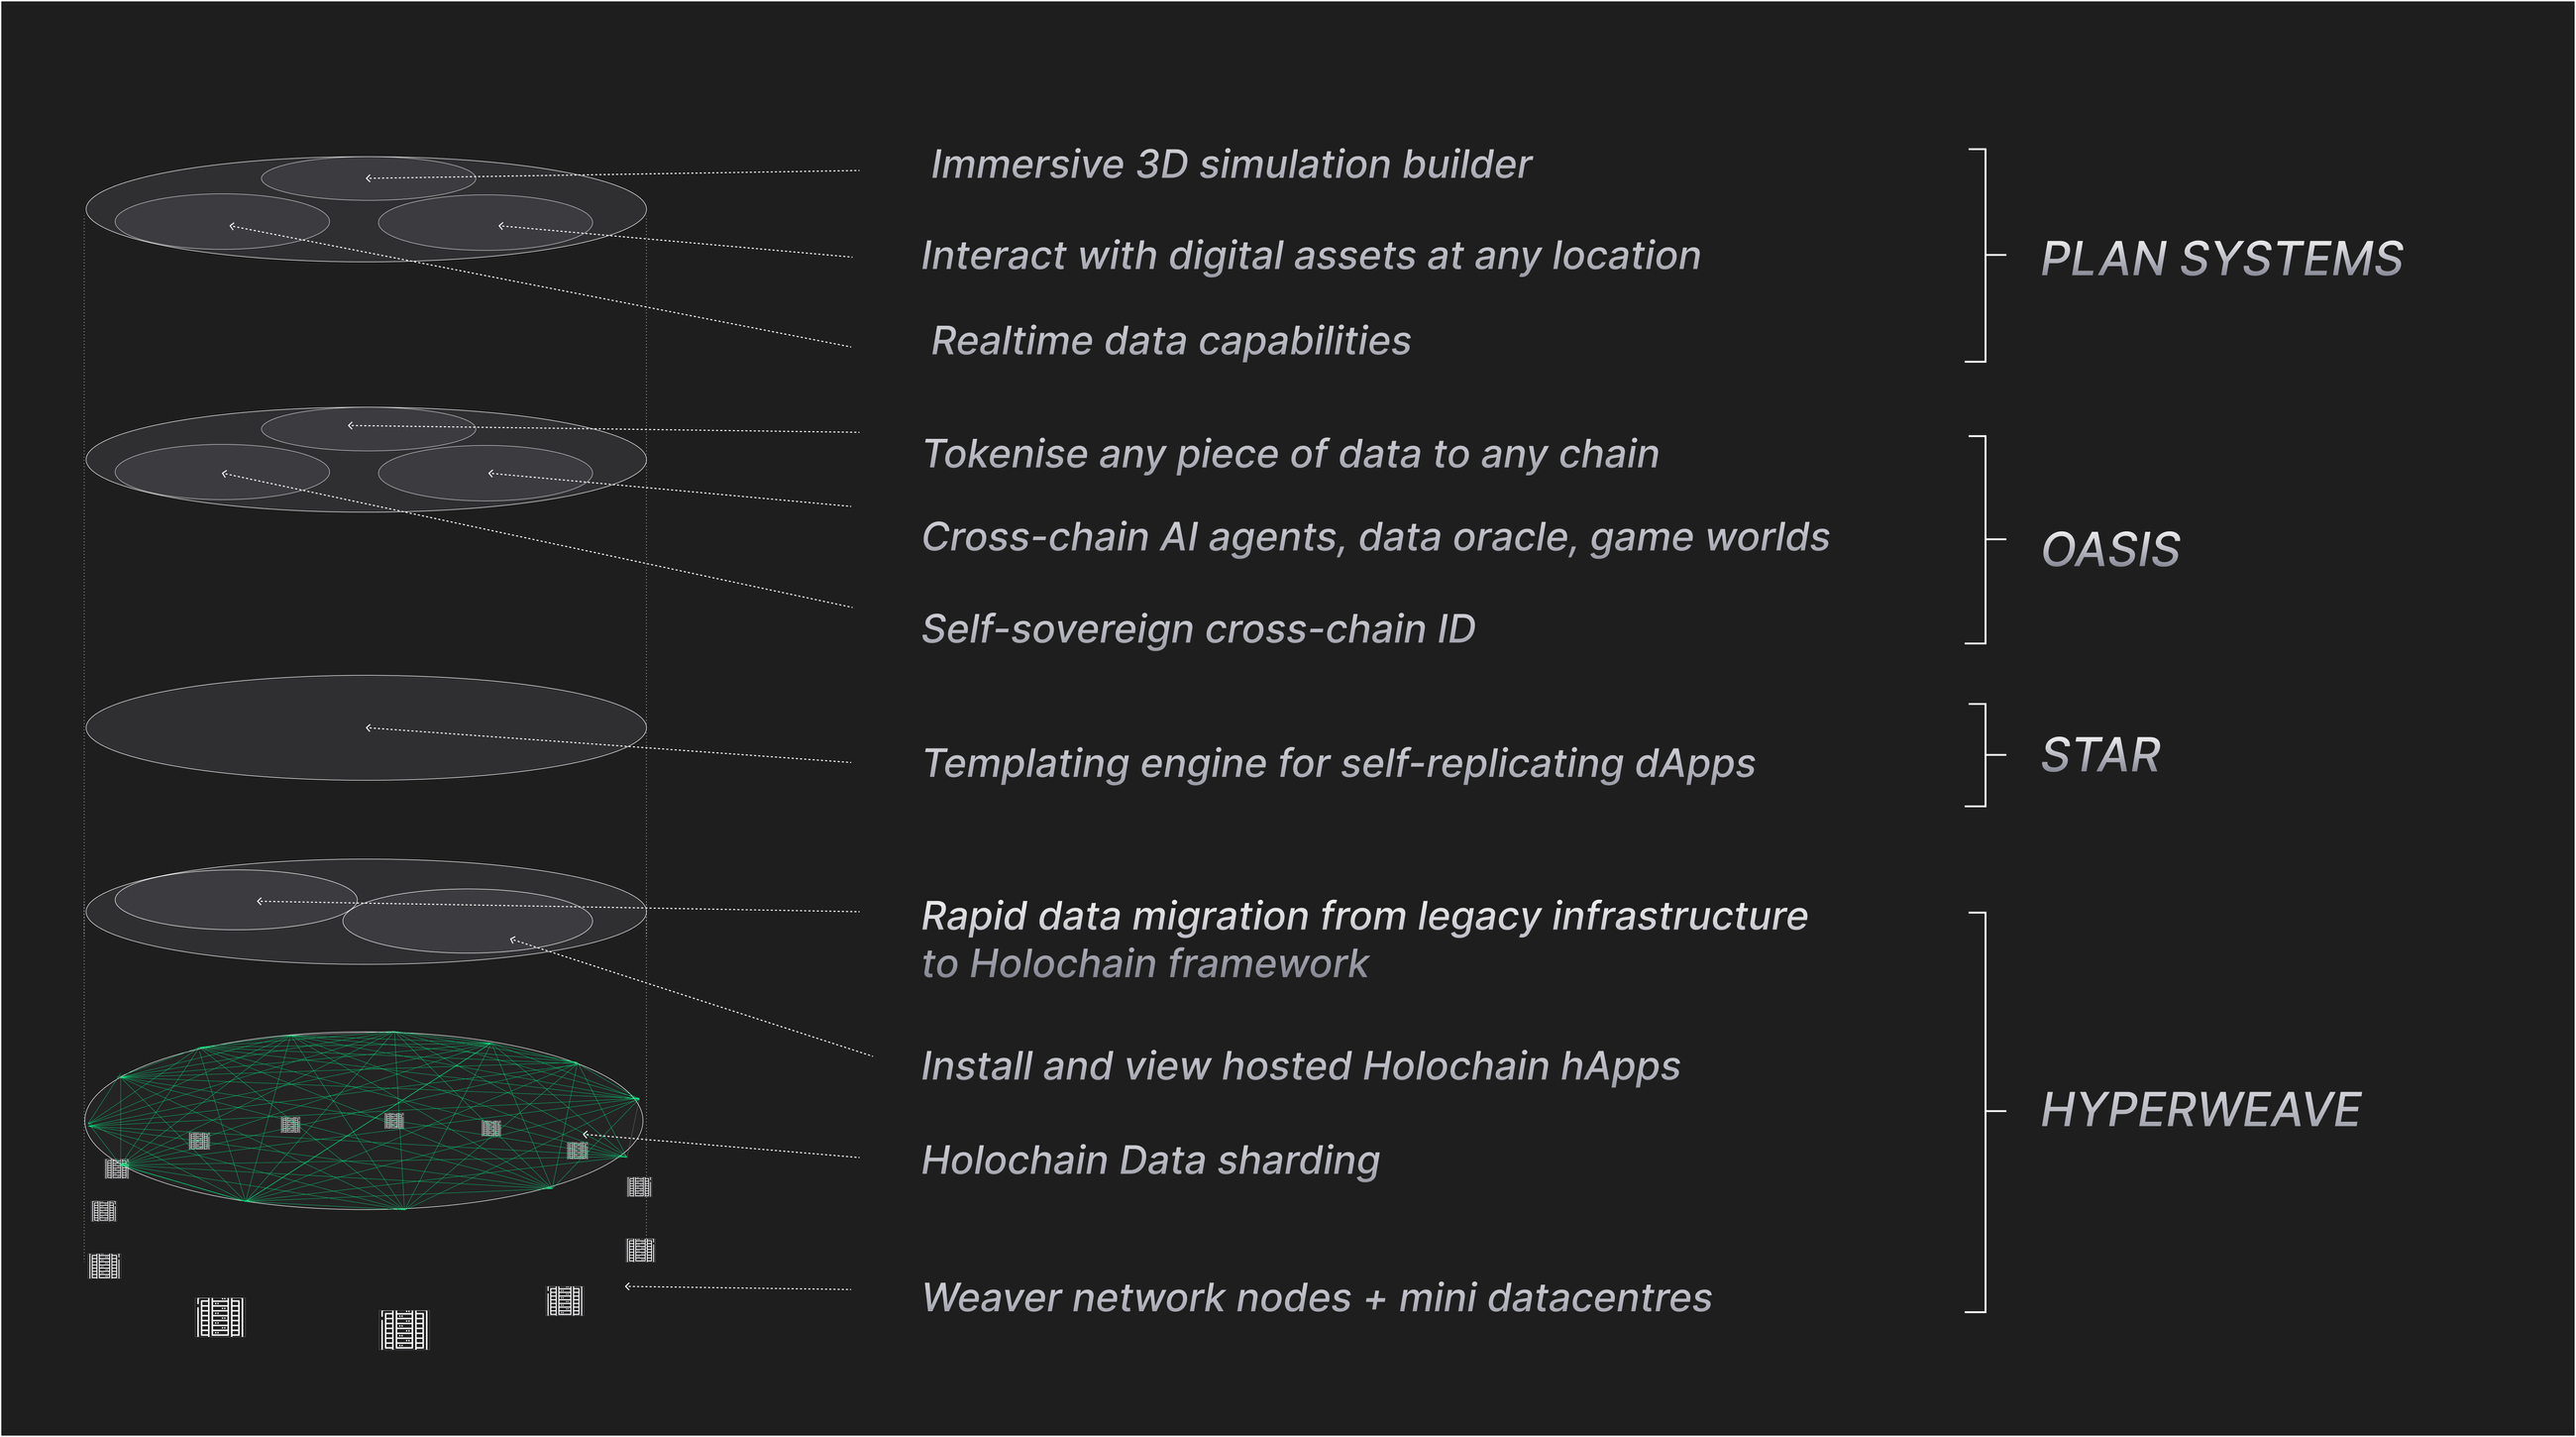 Immersive 3D simulation builder
Interact with digital assets at any location
Realtime data capabilities
PLAN SYSTEMS
Tokenise any piece of data to any chain
Cross-chain AI agents, data oracle, game worlds
Self-sovereign cross-chain ID
OASIS
Templating engine for self-replicating dApps
STAR
Rapid data migration from legacy infrastructure
to Holochain framework
Install and view hosted Holochain hApps
Holochain Data sharding
Weaver network nodes + mini datacentres
HYPERWEAVE